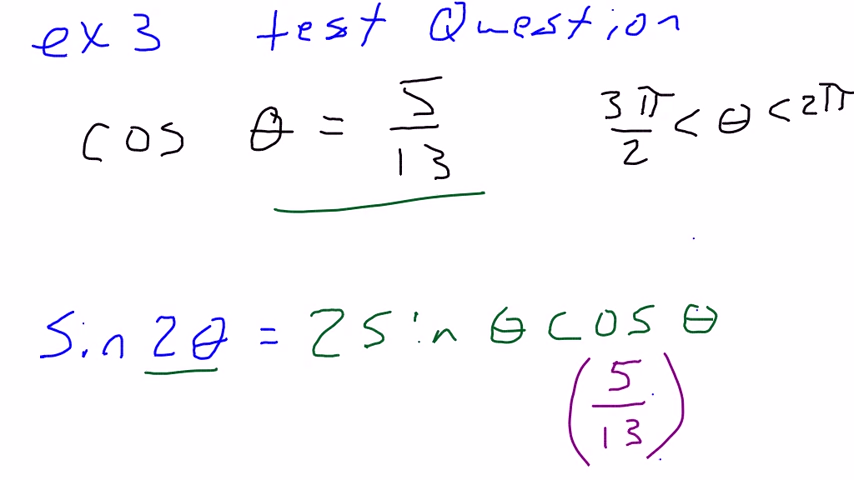 ex 3 test Question
cos θ = 5/13 3π/2 < θ < 2π
Sin 2θ = 2 Sin θ cos θ
(5/13)